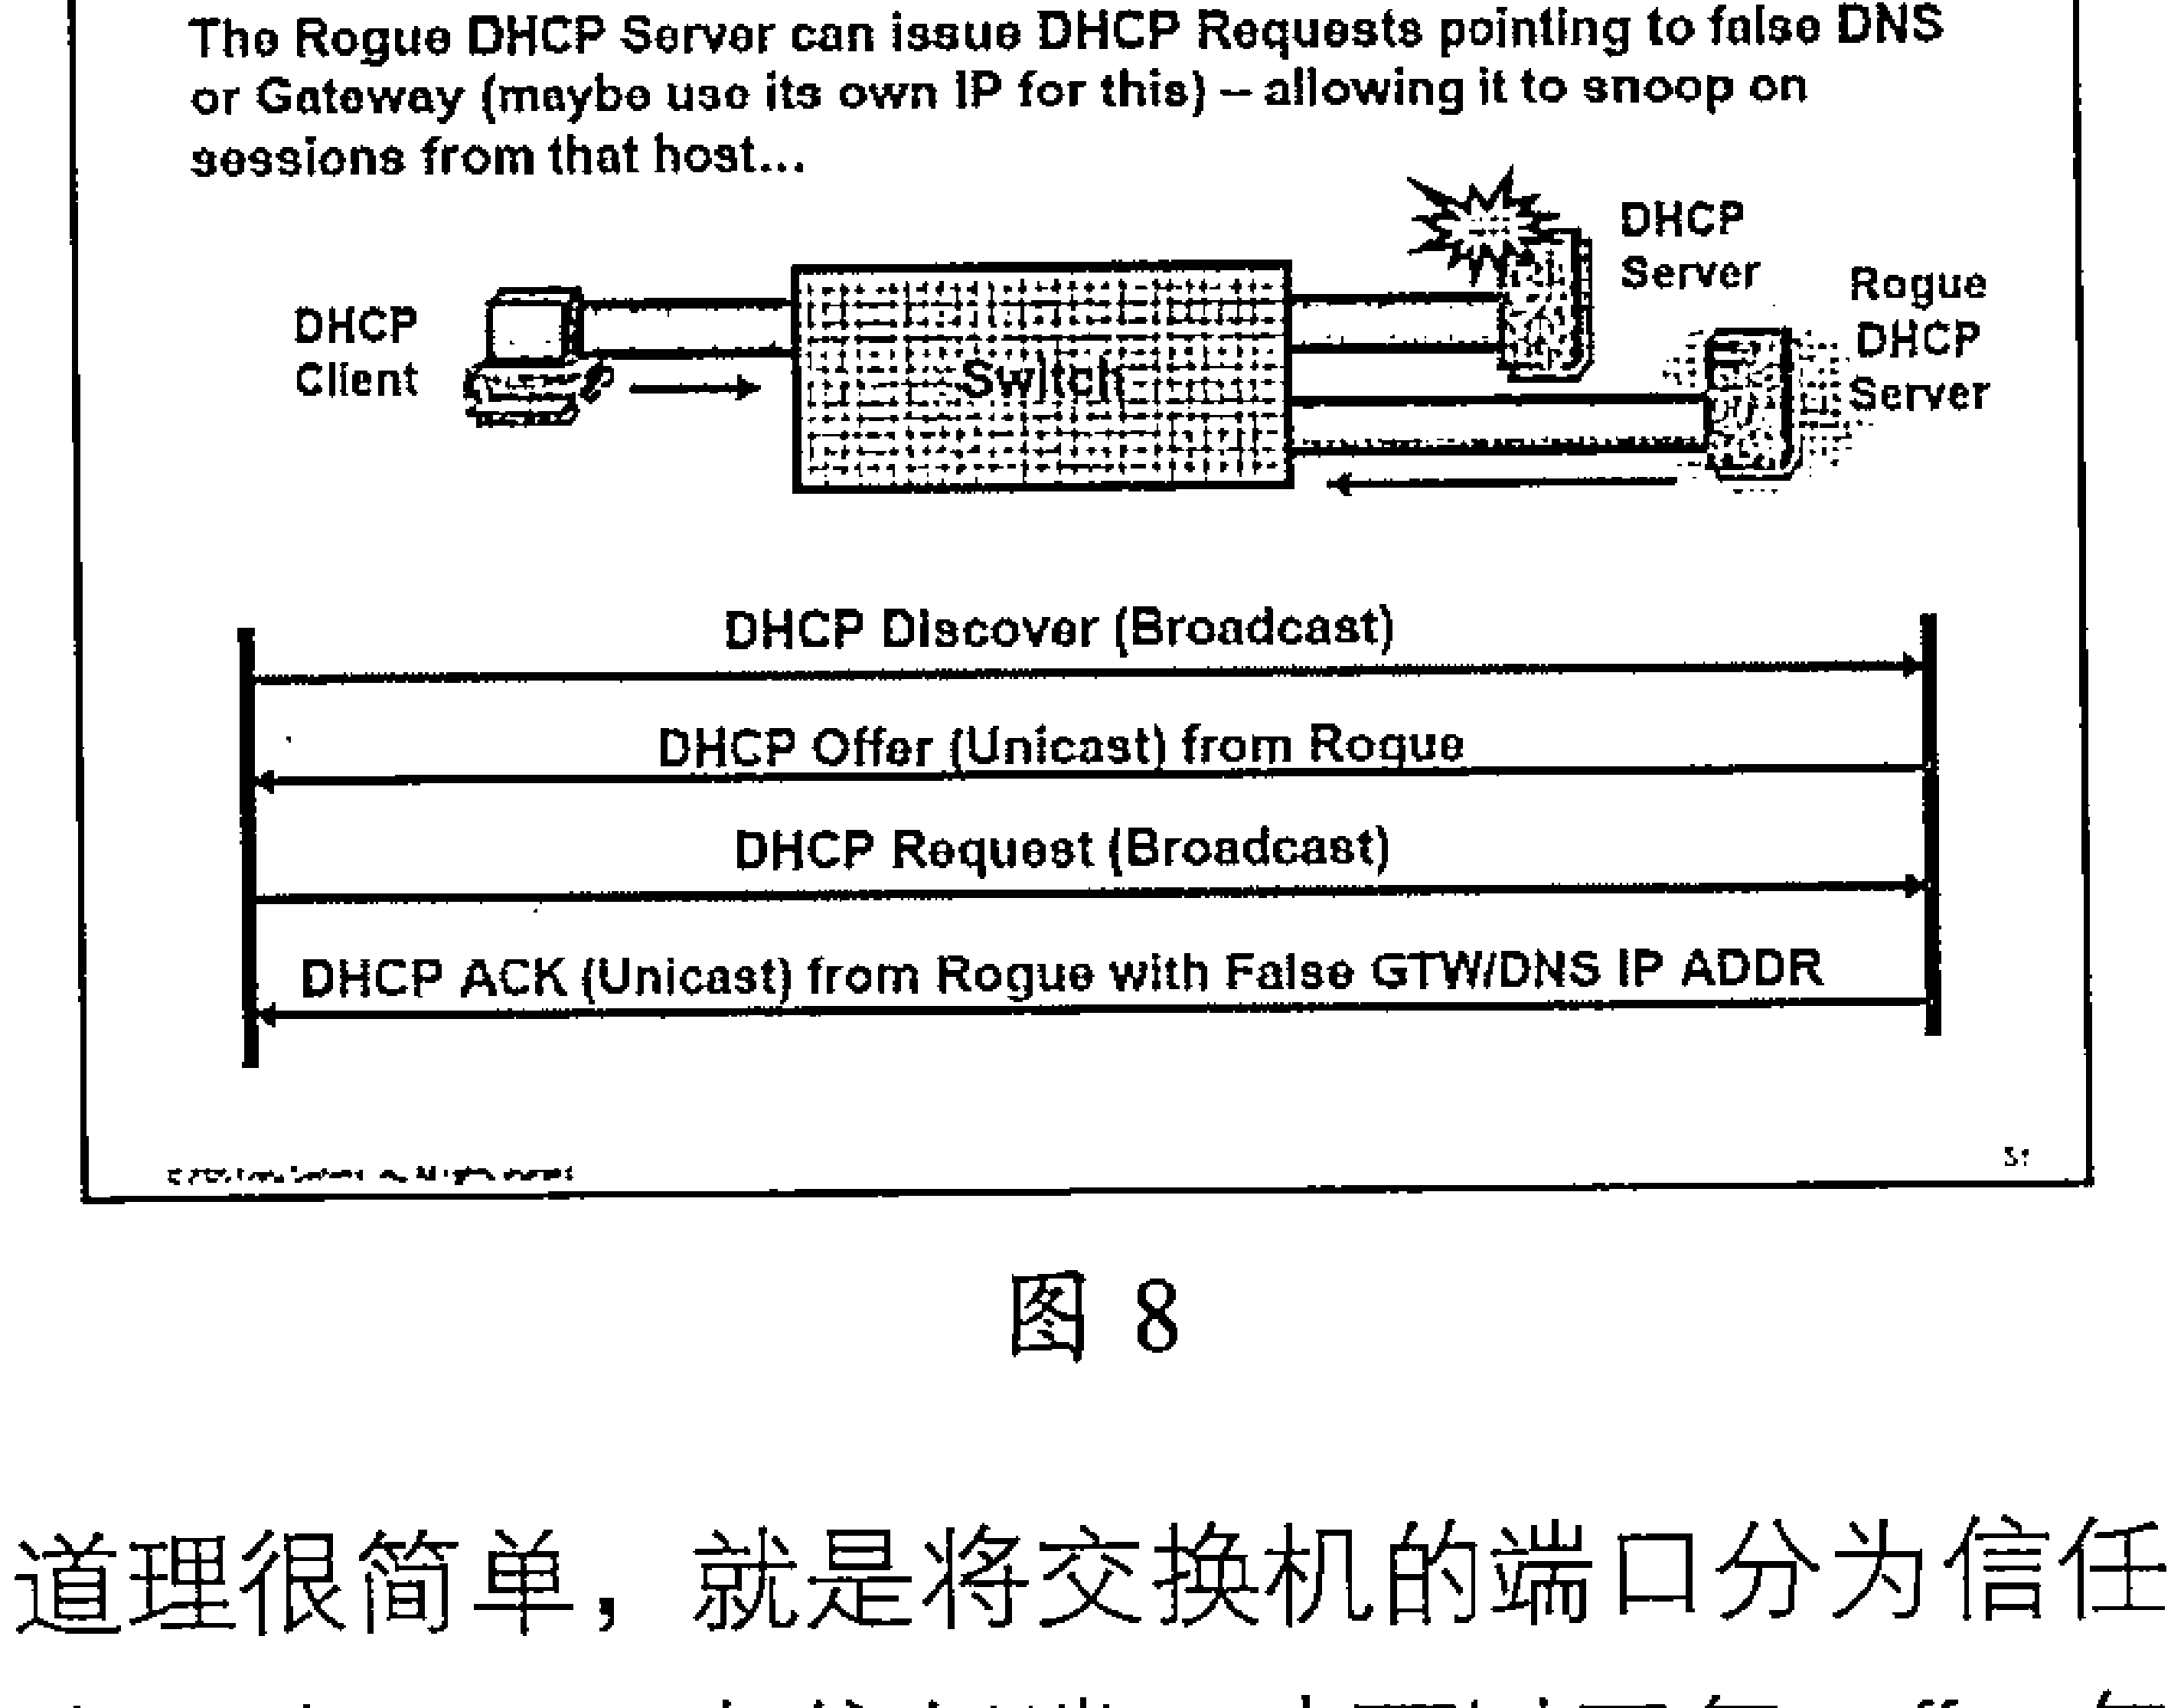 The Rogue DHCP Server can issue DHCP Requests pointing to false DNS
or Gateway (maybe use its own IP for this) – allowing it to snoop on
sessions from that host...
DHCP
Server
Rogue
DHCP
Server
DHCP
Client
Switch
DHCP Discover (Broadcast)
DHCP Offer (Unicast) from Rogue
DHCP Request (Broadcast)
DHCP ACK (Unicast) from Rogue with False GTW/DNS IP ADDR
图 8
道理很简单，就是将交换机的端口分为信任